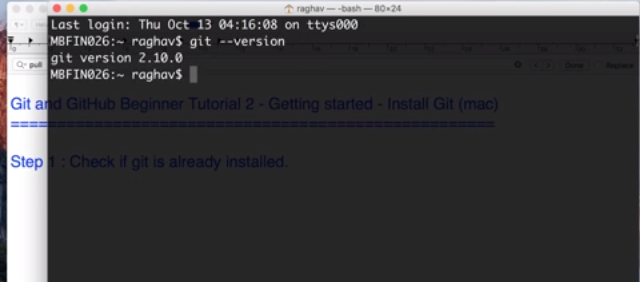 raghav — -bash — 80×24
Last login: Thu Oct 13 04:16:08 on ttys000
MBFIN026:~ raghav$ git --version
git version 2.10.0
MBFIN026:~ raghav$
pull
Done
Replace
Git and GitHub Beginner Tutorial 2 - Getting started - Install Git (mac)
=====================================================
Step 1 : Check if git is already installed.